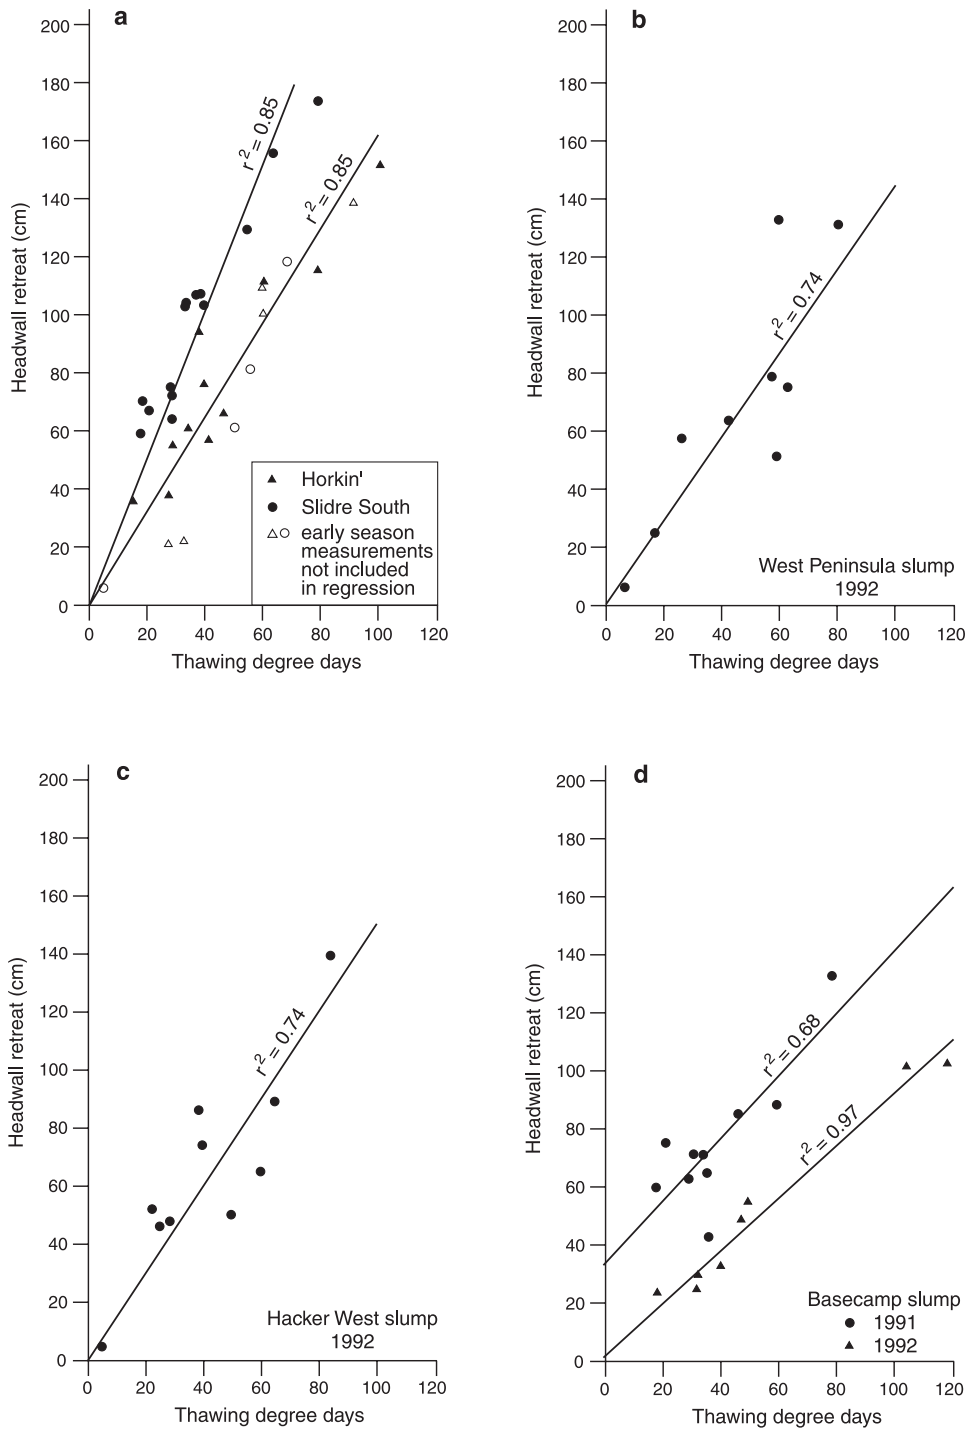 a
200
180
160
140
120
100
80
60
40
20
0
Headwall retreat (cm)
r² = 0.85
r² = 0.85
Horkin'
Slidre South
early season
measurements
not included
in regression
0 20 40 60 80 100 120
Thawing degree days
b
200
180
160
140
120
100
80
60
40
20
0
Headwall retreat (cm)
r² = 0.74
West Peninsula slump
1992
0 20 40 60 80 100 120
Thawing degree days
c
200
180
160
140
120
100
80
60
40
20
0
Headwall retreat (cm)
r² = 0.74
Hacker West slump
1992
0 20 40 60 80 100 120
Thawing degree days
d
200
180
160
140
120
100
80
60
40
20
0
Headwall retreat (cm)
r² = 0.68
r² = 0.97
Basecamp slump
1991
1992
0 20 40 60 80 100 120
Thawing degree days